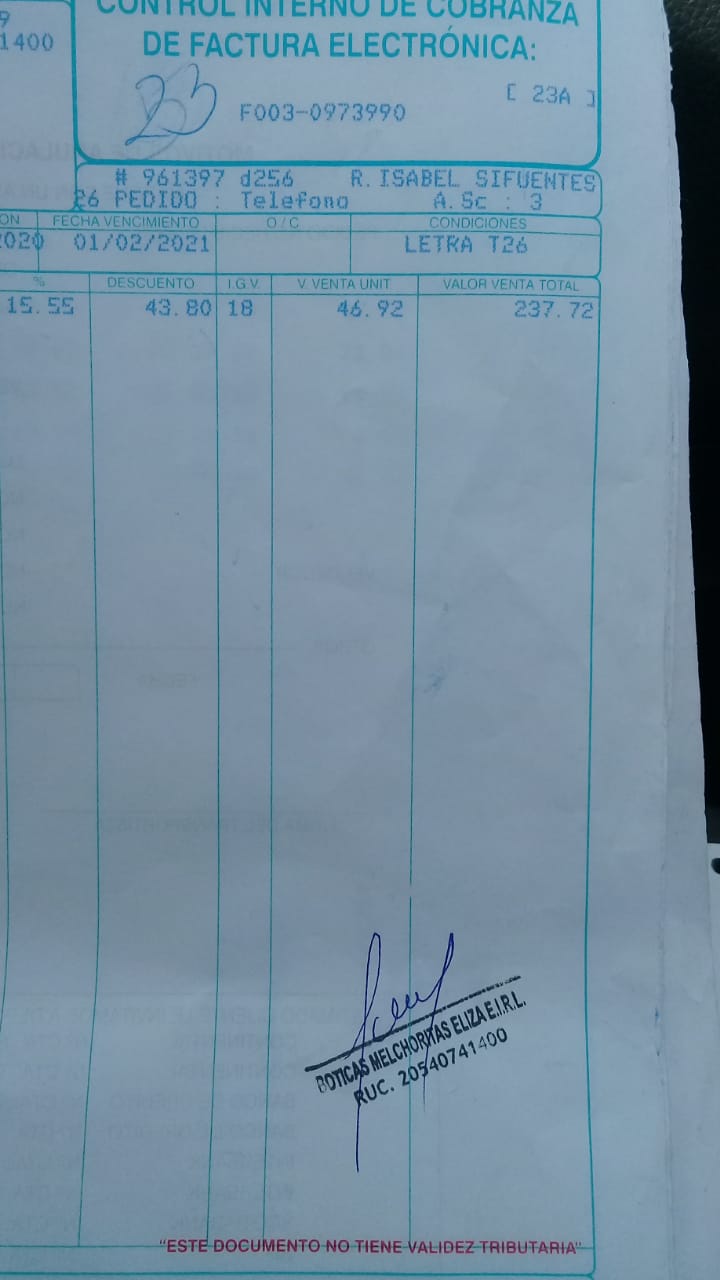 CONTROL INTERNO DE COBRANZA
DE FACTURA ELECTRÓNICA:
9
1400
23
F003-0973990
[ 23A ]
# 961397 d256 R.ISABEL SIFUENTES
26 PEDIDO : Telefono A.Sc : 3
ON FECHA VENCIMIENTO O / C CONDICIONES
2020 01/02/2021 LETRA T26
% DESCUENTO I.G.V. V. VENTA UNIT VALOR VENTA TOTAL
15.55 43.80 18 46.92 237.72
BOTICAS MELCHORITAS ELIZA E.I.R.L.
RUC. 20540741400
"ESTE DOCUMENTO NO TIENE VALIDEZ TRIBUTARIA"